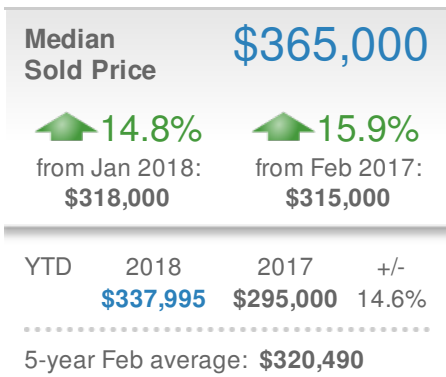 Median
Sold Price
$365,000
14.8% 15.9%
from Jan 2018: from Feb 2017:
$318,000 $315,000
YTD 2018 2017 +/-
$337,995 $295,000 14.6%
5-year Feb average: $320,490